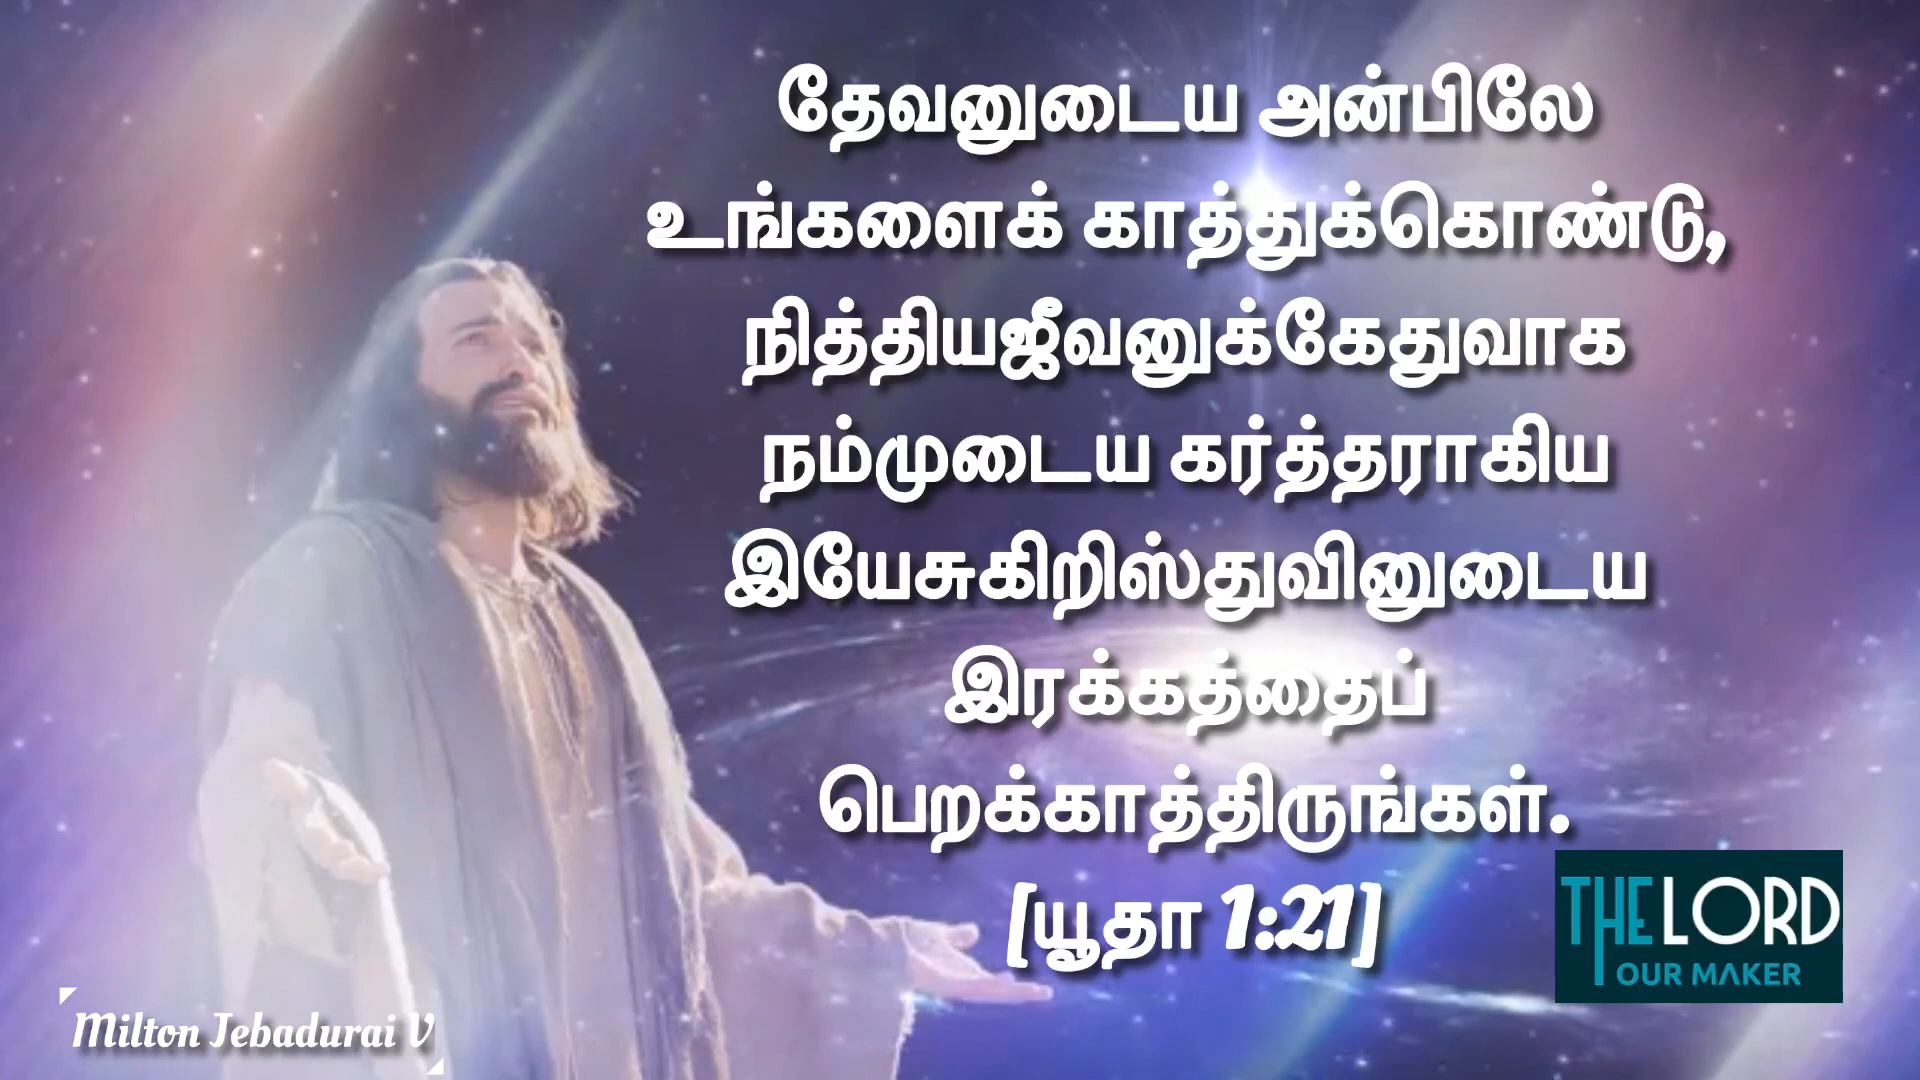 தேவனுடைய அன்பிலே
உங்களைக் காத்துக்கொண்டு,
நித்தியஜீவனுக்கேதுவாக
நம்முடைய கர்த்தராகிய
இயேசுகிறிஸ்துவினுடைய
இரக்கத்தைப்
பெறக்காத்திருங்கள்.
[யூதா 1:21]
THE LORD
OUR MAKER
Milton Jebadurai V